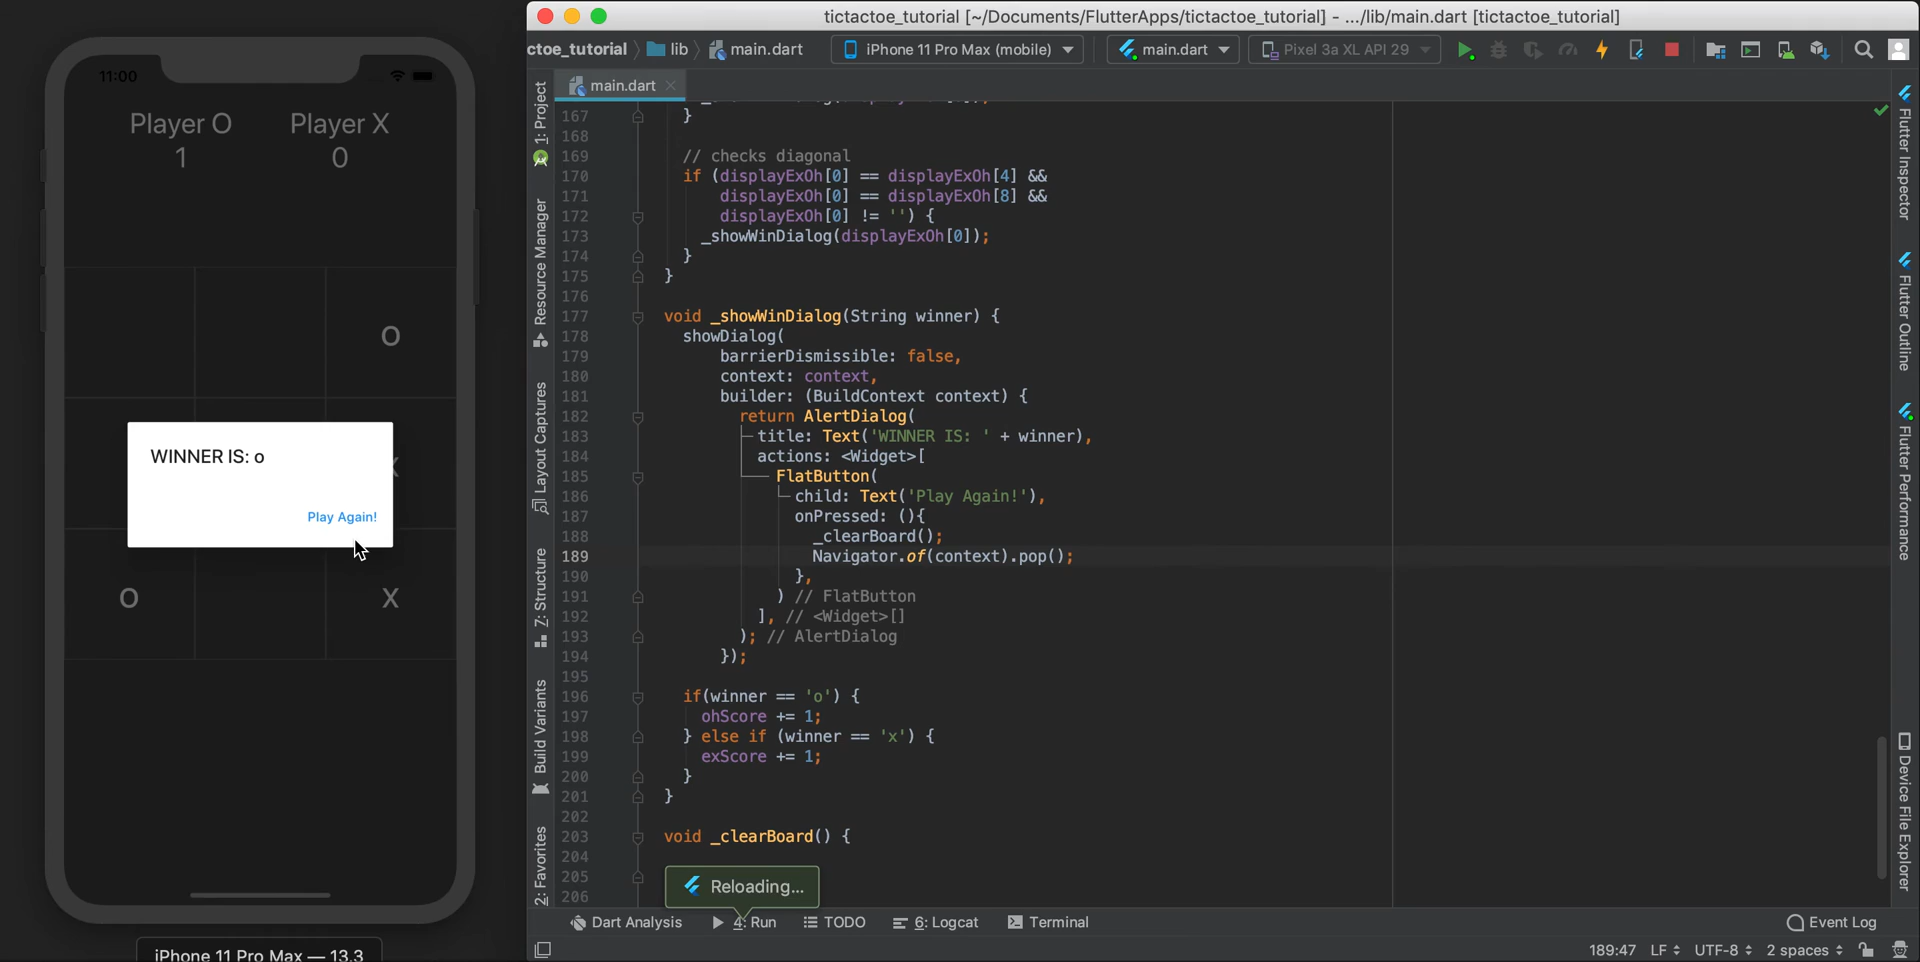 tictactoe_tutorial [~/Documents/FlutterApps/tictactoe_tutorial] - .../lib/main.dart [tictactoe_tutorial]
ctoe_tutorial lib main.dart iPhone 11 Pro Max (mobile) main.dart Pixel 3a XL API 29
main.dart
11:00
Player O Player X
1 0
O
X
WINNER IS: o
Play Again!
O X
iPhone 11 Pro Max — 13.3
1: Project
Resource Manager
Layout Captures
Z: Structure
Build Variants
2: Favorites
167 }
168
169 // checks diagonal
170 if (displayExOh[0] == displayExOh[4] &&
171 displayExOh[0] == displayExOh[8] &&
172 displayExOh[0] != '') {
173 _showWinDialog(displayExOh[0]);
174 }
175 }
176
177 void _showWinDialog(String winner) {
178 showDialog(
179 barrierDismissible: false,
180 context: context,
181 builder: (BuildContext context) {
182 return AlertDialog(
183 title: Text('WINNER IS: ' + winner),
184 actions: <Widget>[
185 FlatButton(
186 child: Text('Play Again!'),
187 onPressed: (){
188 _clearBoard();
189 Navigator.of(context).pop();
190 },
191 ) // FlatButton
192 ], // <Widget>[]
193 ); // AlertDialog
194 });
195
196 if(winner == 'o') {
197 ohScore += 1;
198 } else if (winner == 'x') {
199 exScore += 1;
200 }
201 }
202
203 void _clearBoard() {
204
205
206
Reloading...
Flutter Inspector
Flutter Outline
Flutter Performance
Device File Explorer
Dart Analysis 4: Run TODO 6: Logcat Terminal Event Log
189:47 LF UTF-8 2 spaces